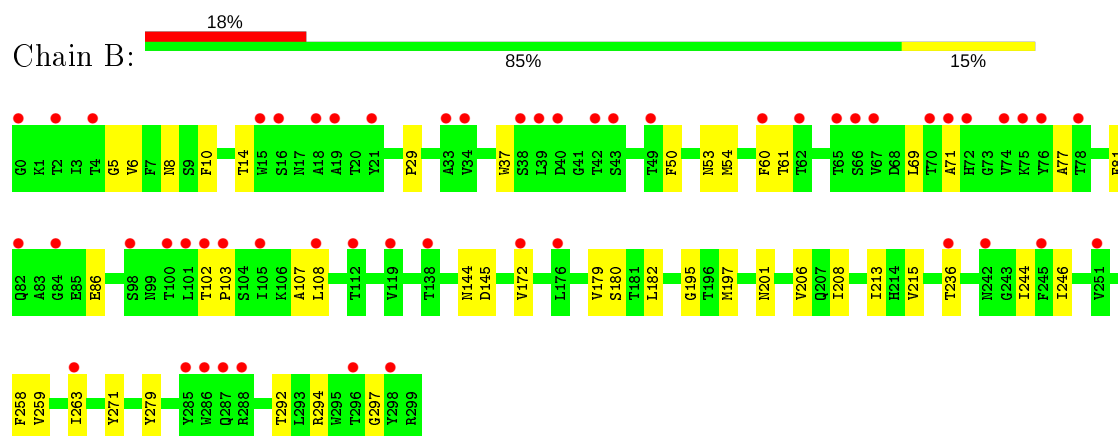 18%
Chain B:
85% 15%
G0 K1 T2 I3 T4 G5 V6 F7 N8 S9 F10 T14 W15 S16 N17 A18 A19 T20 Y21 P29 A33 V34 W37 S38 L39 D40 G41 T42 S43 T49 F50 N53 M54 F60 T61 T62 T65 S66 V67 D68 L69 T70 A71 H72 G73 V74 K75 Y76 A77 T78
Q82 A83 G84 E85 E86 S98 N99 T100 L101 T102 P103 S104 I105 K106 A107 L108 T112 V119 T138 N144 D145 V172 L176 V179 S180 T181 L182 G195 T196 M197 N201 V206 Q207 I208 I213 H214 V215 T236 N242 G243 I244 F245 I246 V251
F258 V259 I263 Y271 Y279 Y285 W286 Q287 R288 T292 L293 R294 W295 T296 G297 Y298 R299